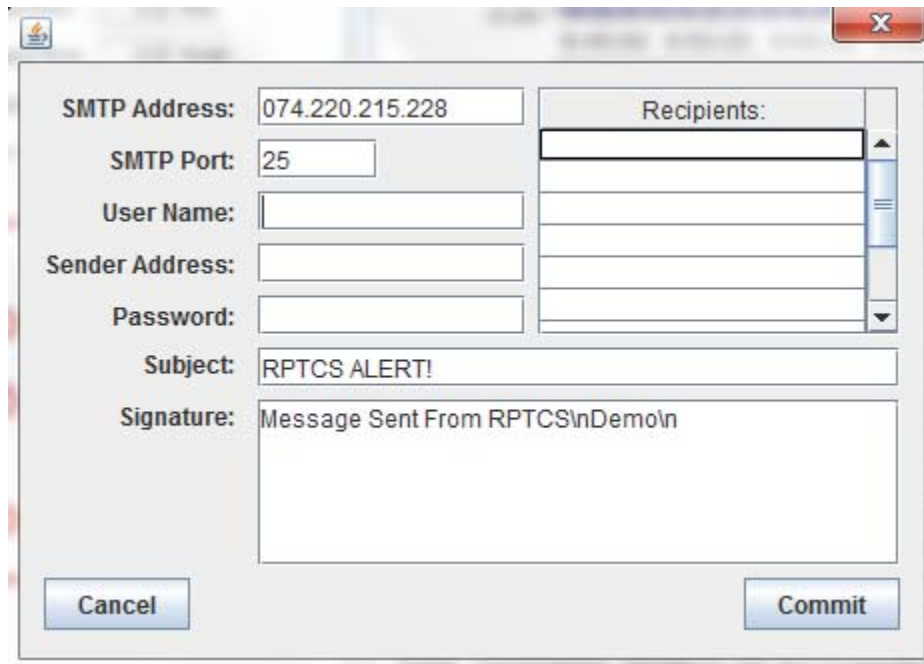 SMTP Address: 074.220.215.228
Recipients:
SMTP Port: 25
User Name:
Sender Address:
Password:
Subject: RPTCS ALERT!
Signature: Message Sent From RPTCS\nDemo\n
Cancel
Commit